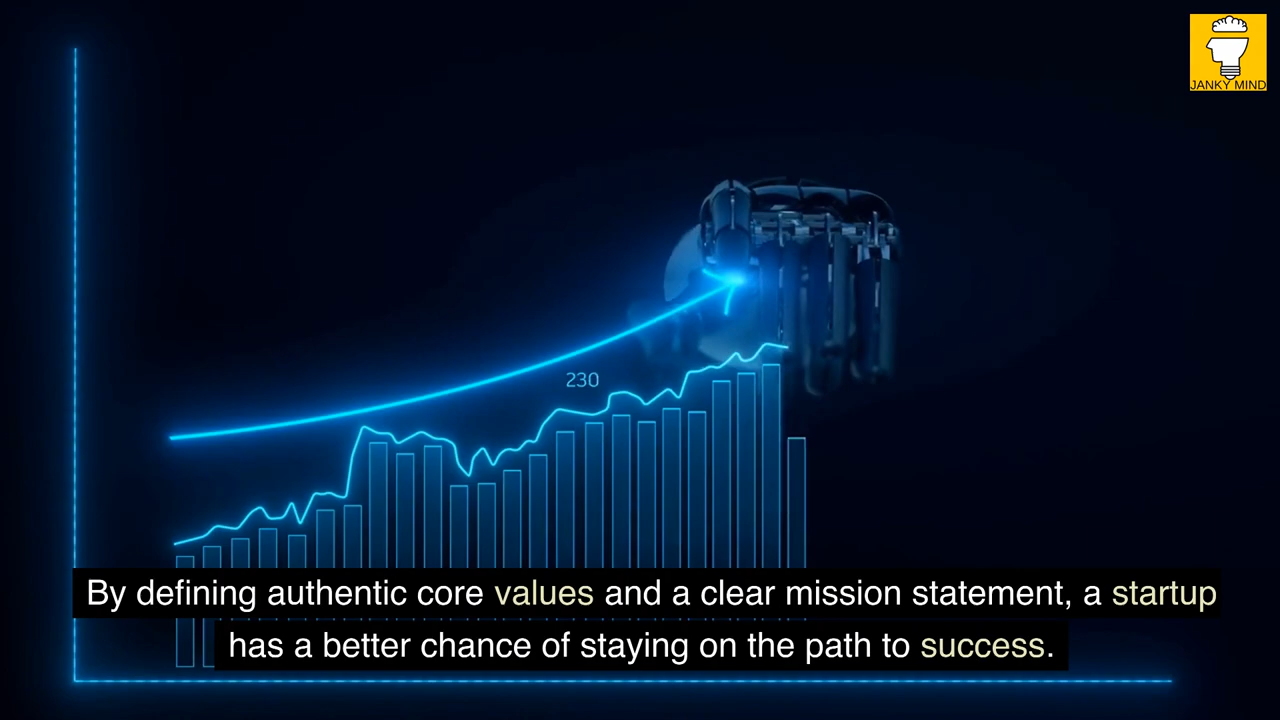 JANKY MIND
230
By defining authentic core values and a clear mission statement, a startup
has a better chance of staying on the path to success.